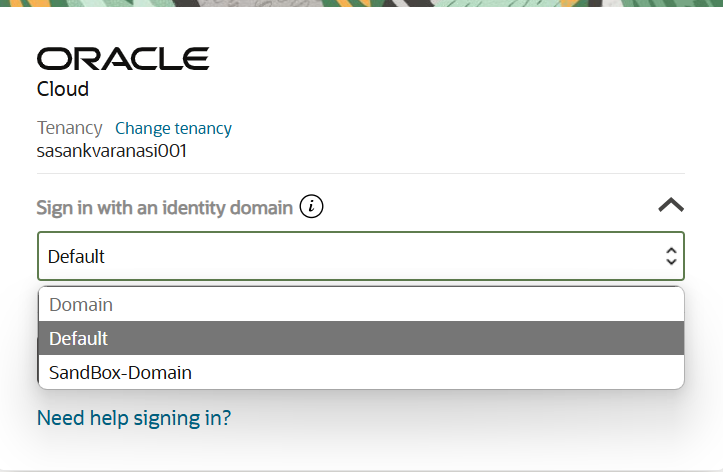 ORACLE
Cloud
Tenancy Change tenancy
sasankvaranasi001
Sign in with an identity domain i
Default
Domain
Default
SandBox-Domain
Need help signing in?